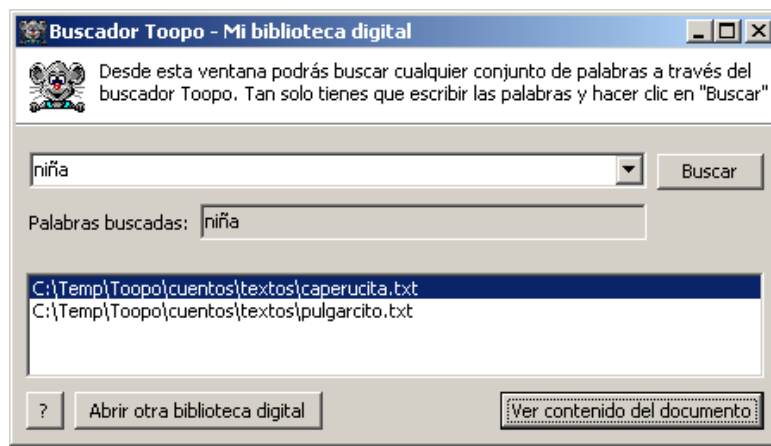 Buscador Toopo - Mi biblioteca digital
Desde esta ventana podrás buscar cualquier conjunto de palabras a través del
buscador Toopo. Tan solo tienes que escribir las palabras y hacer clic en "Buscar"
niña
Buscar
Palabras buscadas: niña
C:\Temp\Toopo\cuentos\textos\caperucita.txt
C:\Temp\Toopo\cuentos\textos\pulgarcito.txt
? Abrir otra biblioteca digital Ver contenido del documento